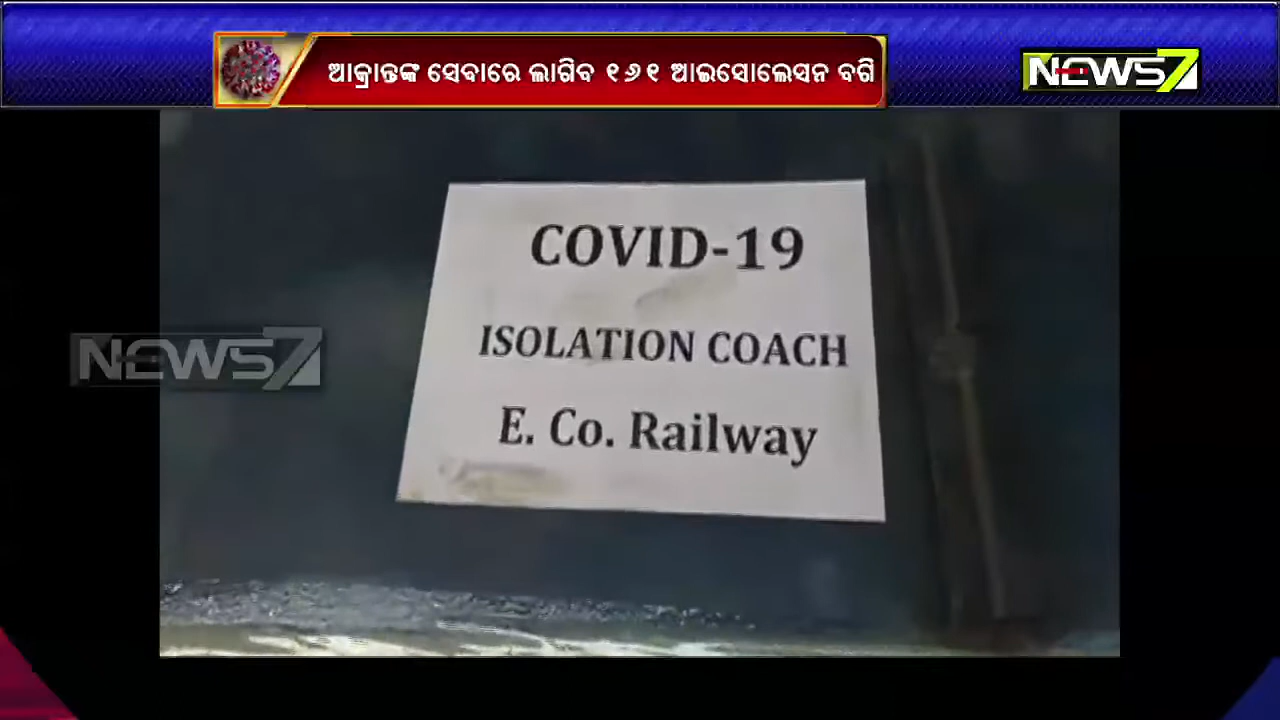 ଆକ୍ରାନ୍ତଙ୍କ ସେବାରେ ଲାଗିବ ୧୬୧ ଆଇସୋଲେସନ ବଗି
NEWS7
COVID-19
ISOLATION COACH
NEWS7
E. Co. Railway